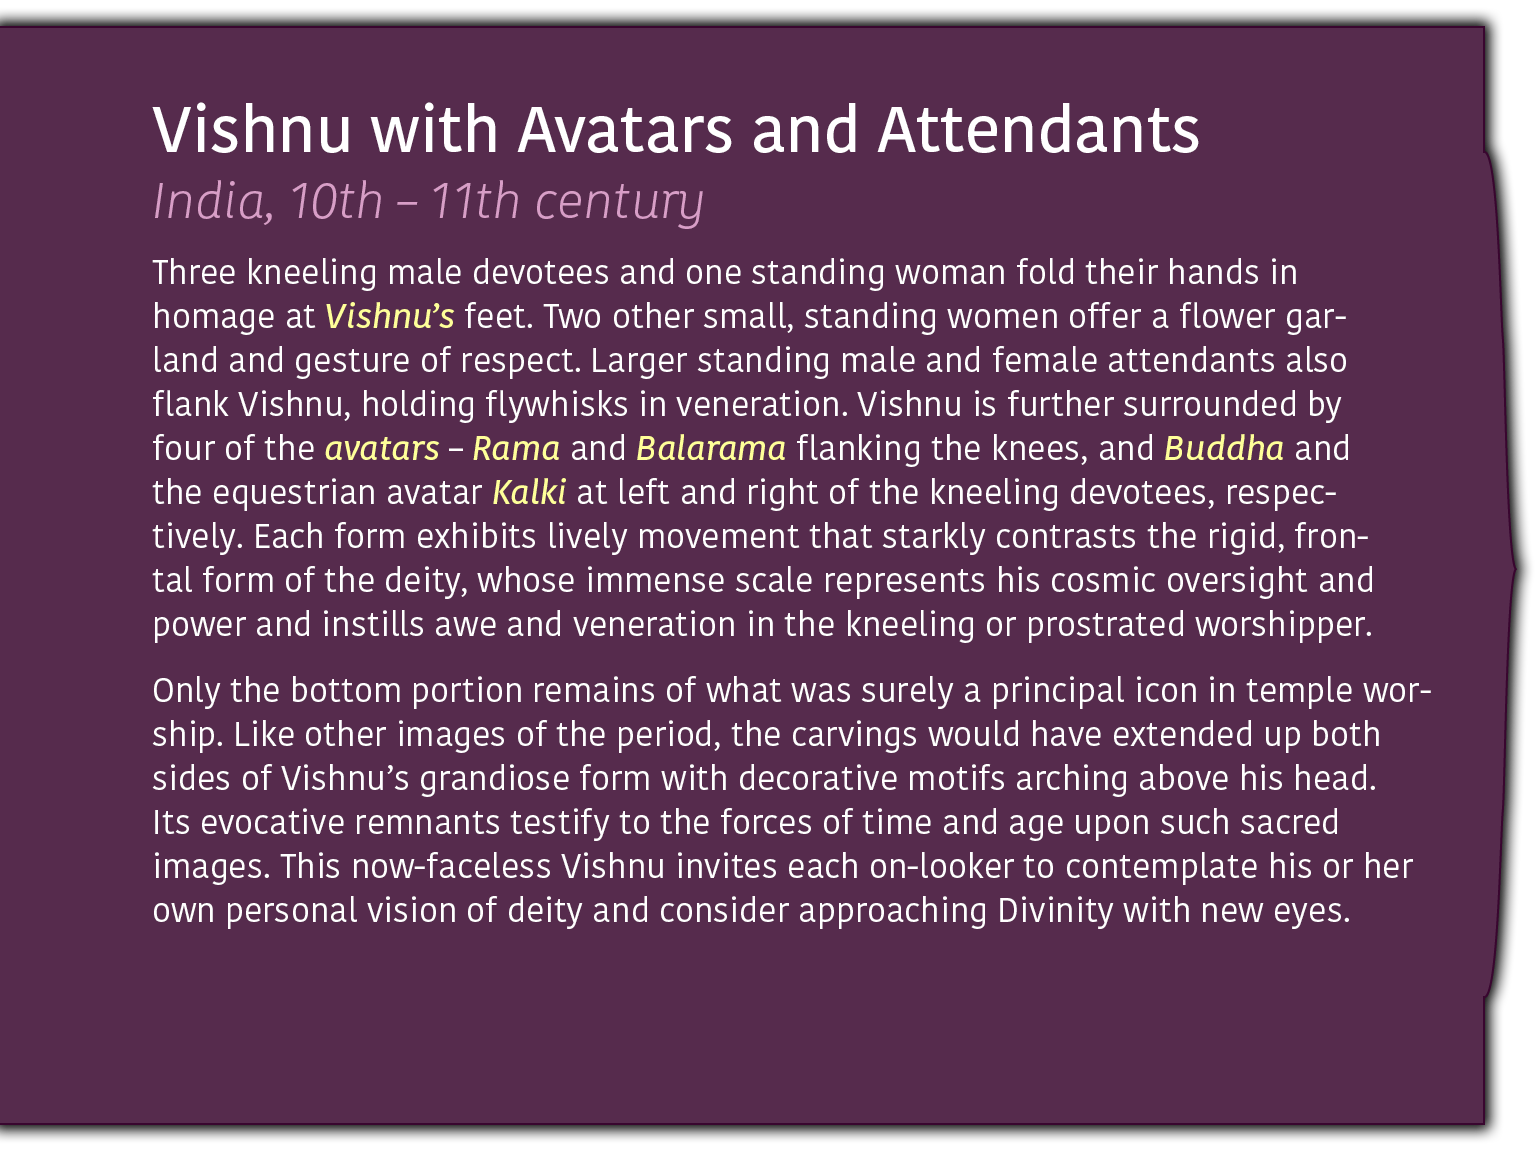 Vishnu with Avatars and Attendants
India, 10th – 11th century
Three kneeling male devotees and one standing woman fold their hands in
homage at Vishnu’s feet. Two other small, standing women offer a flower gar-
land and gesture of respect. Larger standing male and female attendants also
flank Vishnu, holding flywhisks in veneration. Vishnu is further surrounded by
four of the avatars – Rama and Balarama flanking the knees, and Buddha and
the equestrian avatar Kalki at left and right of the kneeling devotees, respec-
tively. Each form exhibits lively movement that starkly contrasts the rigid, fron-
tal form of the deity, whose immense scale represents his cosmic oversight and
power and instills awe and veneration in the kneeling or prostrated worshipper.
Only the bottom portion remains of what was surely a principal icon in temple wor-
ship. Like other images of the period, the carvings would have extended up both
sides of Vishnu’s grandiose form with decorative motifs arching above his head.
Its evocative remnants testify to the forces of time and age upon such sacred
images. This now-faceless Vishnu invites each on-looker to contemplate his or her
own personal vision of deity and consider approaching Divinity with new eyes.